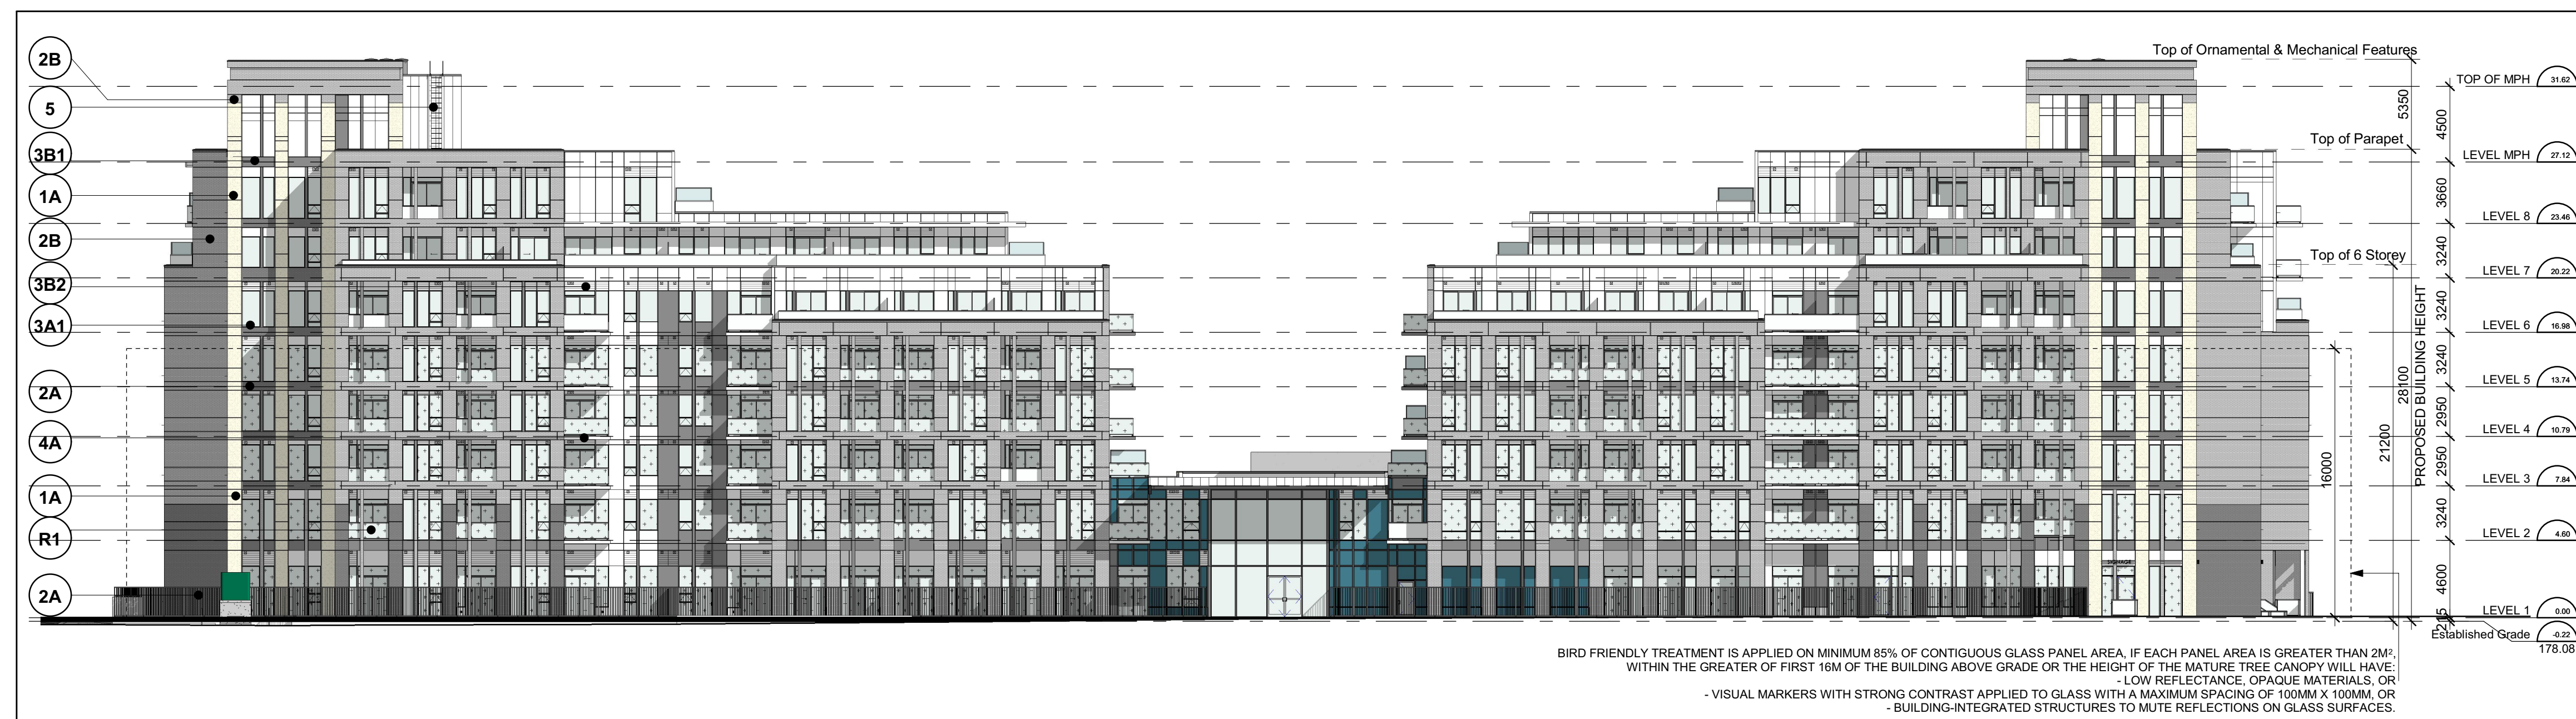 2B
5
3B1
1A
2B
3B2
3A1
2A
4A
1A
R1
2A
Top of Ornamental & Mechanical Features
TOP OF MPH 31.62
5350
4500
Top of Parapet
LEVEL MPH 27.12
3660
LEVEL 8 23.46
3240
Top of 6 Storey
LEVEL 7 20.22
3240
LEVEL 6 16.98
3240
LEVEL 5 13.74
2950
LEVEL 4 10.79
2950
LEVEL 3 7.84
3240
LEVEL 2 4.60
4600
LEVEL 1 0.00
215
Established Grade -0.22
178.08
16000
21200
28100
PROPOSED BUILDING HEIGHT
SIGNAGE
BIRD FRIENDLY TREATMENT IS APPLIED ON MINIMUM 85% OF CONTIGUOUS GLASS PANEL AREA, IF EACH PANEL AREA IS GREATER THAN 2M²,
WITHIN THE GREATER OF FIRST 16M OF THE BUILDING ABOVE GRADE OR THE HEIGHT OF THE MATURE TREE CANOPY WILL HAVE:
- LOW REFLECTANCE, OPAQUE MATERIALS, OR
- VISUAL MARKERS WITH STRONG CONTRAST APPLIED TO GLASS WITH A MAXIMUM SPACING OF 100MM X 100MM, OR
- BUILDING-INTEGRATED STRUCTURES TO MUTE REFLECTIONS ON GLASS SURFACES.